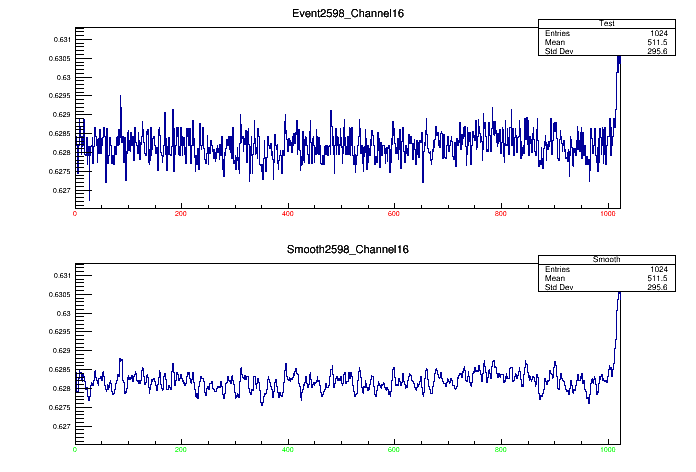 Event2598_Channel16
Test
Entries 1024
Mean 511.5
Std Dev 295.6
0.631
0.6305
0.63
0.6295
0.629
0.6285
0.628
0.6275
0.627
0 200 400 600 800 1000
Smooth2598_Channel16
Smooth
Entries 1024
Mean 511.5
Std Dev 295.6
0.631
0.6305
0.63
0.6295
0.629
0.6285
0.628
0.6275
0.627
0 200 400 600 800 1000